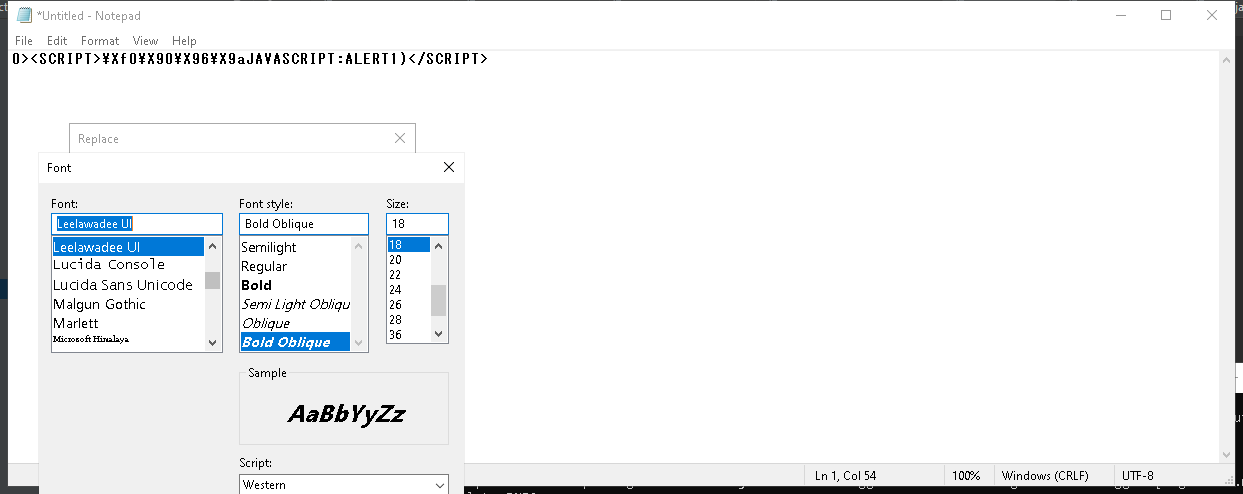 *Untitled - Notepad
File Edit Format View Help
0><SCRIPT>¥Xf0¥X90¥X96¥X9aJAVASCRIPT:ALERT1)</SCRIPT>
Replace
Font
Font: Font style: Size:
Leelawadee UI Bold Oblique 18
Leelawadee UI
Lucida Console
Lucida Sans Unicode
Malgun Gothic
Marlett
Microsoft Himalaya
Semilight
Regular
Bold
Semi Light Obliqu
Oblique
Bold Oblique
18
20
22
24
26
28
36
Sample
AaBbYyZz
Script:
Western
Ln 1, Col 54 100% Windows (CRLF) UTF-8